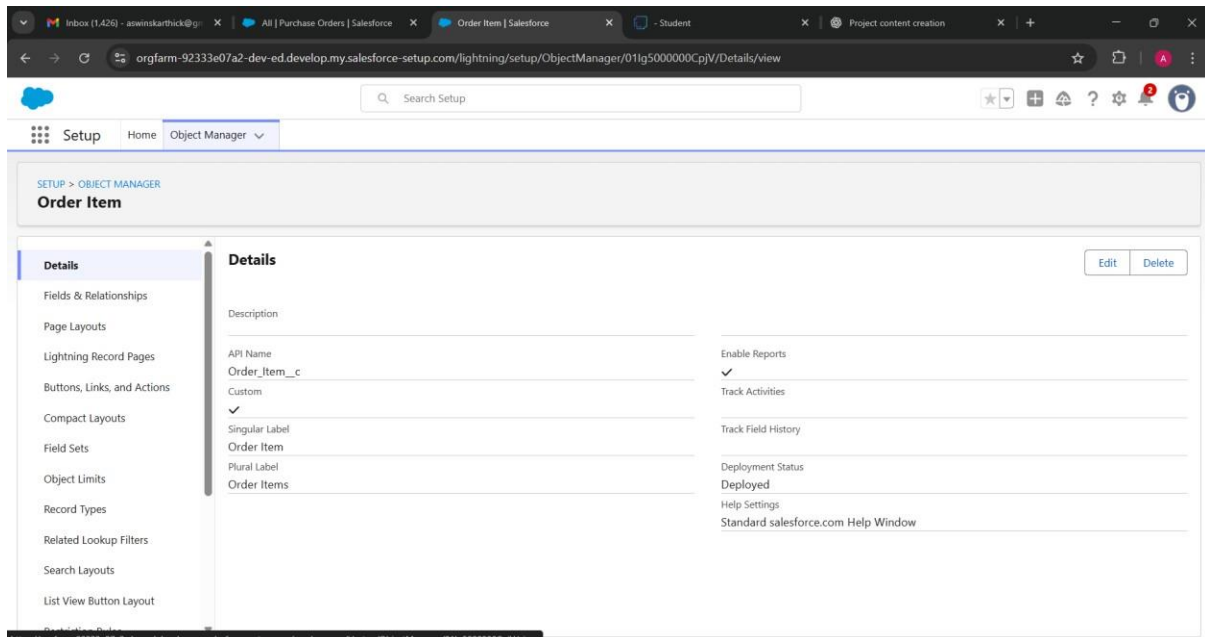 Inbox (1,426) - aswinskarthick@gm
All | Purchase Orders | Salesforce
Order Item | Salesforce
- Student
Project content creation
orgfarm-92333e07a2-dev-ed.develop.my.salesforce-setup.com/lightning/setup/ObjectManager/01Ig5000000CpjV/Details/view
A
Search Setup
2
Setup
Home
Object Manager
SETUP > OBJECT MANAGER
Order Item
Details
Fields & Relationships
Page Layouts
Lightning Record Pages
Buttons, Links, and Actions
Compact Layouts
Field Sets
Object Limits
Record Types
Related Lookup Filters
Search Layouts
List View Button Layout
Details
Edit
Delete
Description
API Name
Order_Item__c
Custom
Singular Label
Order Item
Plural Label
Order Items
Enable Reports
Track Activities
Track Field History
Deployment Status
Deployed
Help Settings
Standard salesforce.com Help Window